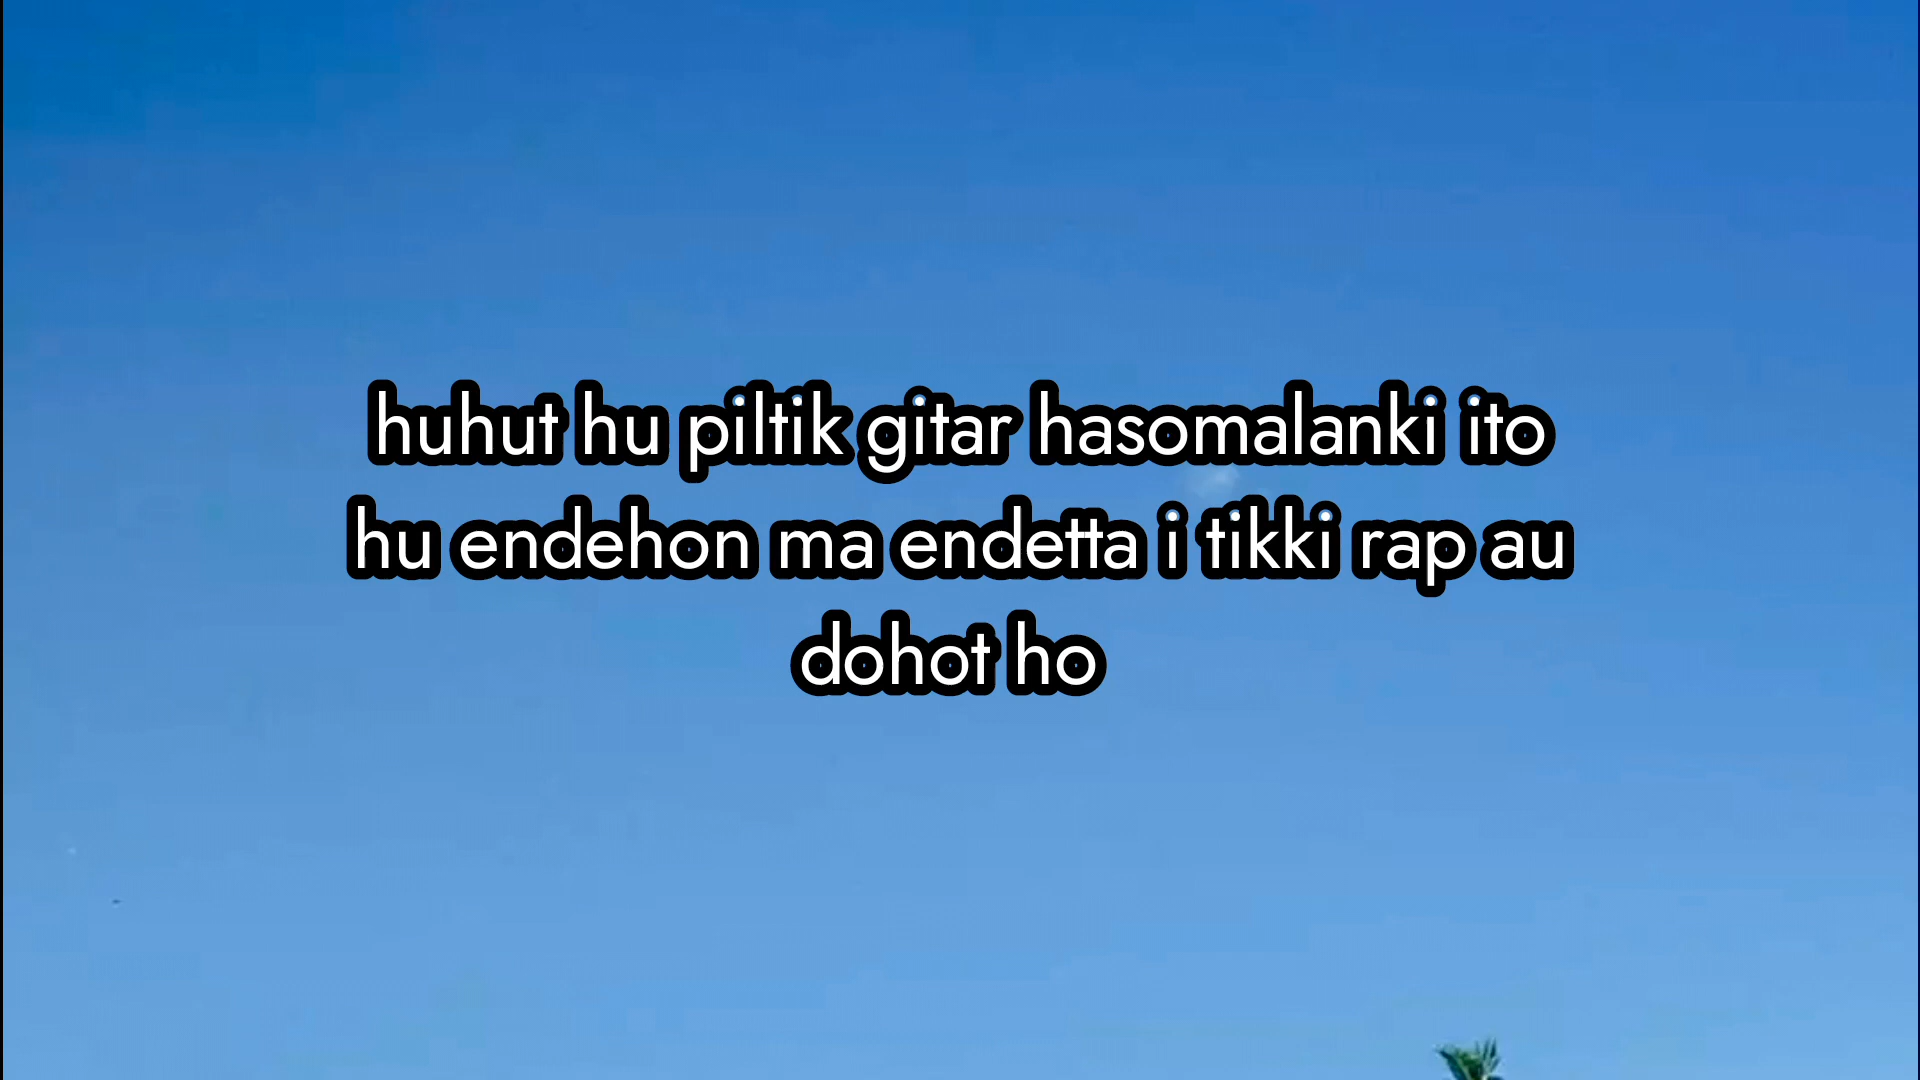 huhut hu piltik gitar hasomalanki ito
hu endehon ma endetta i tikki rap au
dohot ho